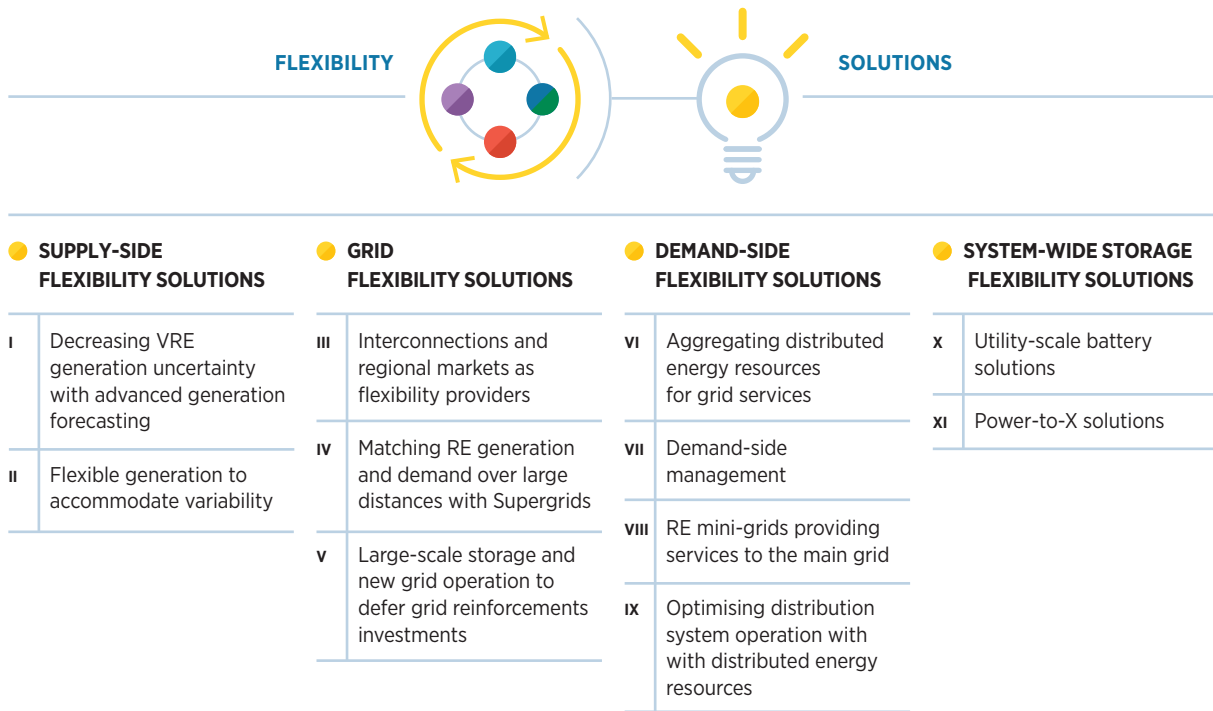 FLEXIBILITY
SOLUTIONS
SUPPLY-SIDE
FLEXIBILITY SOLUTIONS
I Decreasing VRE
generation uncertainty
with advanced generation
forecasting
II Flexible generation to
accommodate variability
GRID
FLEXIBILITY SOLUTIONS
III Interconnections and
regional markets as
flexibility providers
IV Matching RE generation
and demand over large
distances with Supergrids
V Large-scale storage and
new grid operation to
defer grid reinforcements
investments
DEMAND-SIDE
FLEXIBILITY SOLUTIONS
VI Aggregating distributed
energy resources
for grid services
VII Demand-side
management
VIII RE mini-grids providing
services to the main grid
IX Optimising distribution
system operation with
with distributed energy
resources
SYSTEM-WIDE STORAGE
FLEXIBILITY SOLUTIONS
X Utility-scale battery
solutions
XI Power-to-X solutions